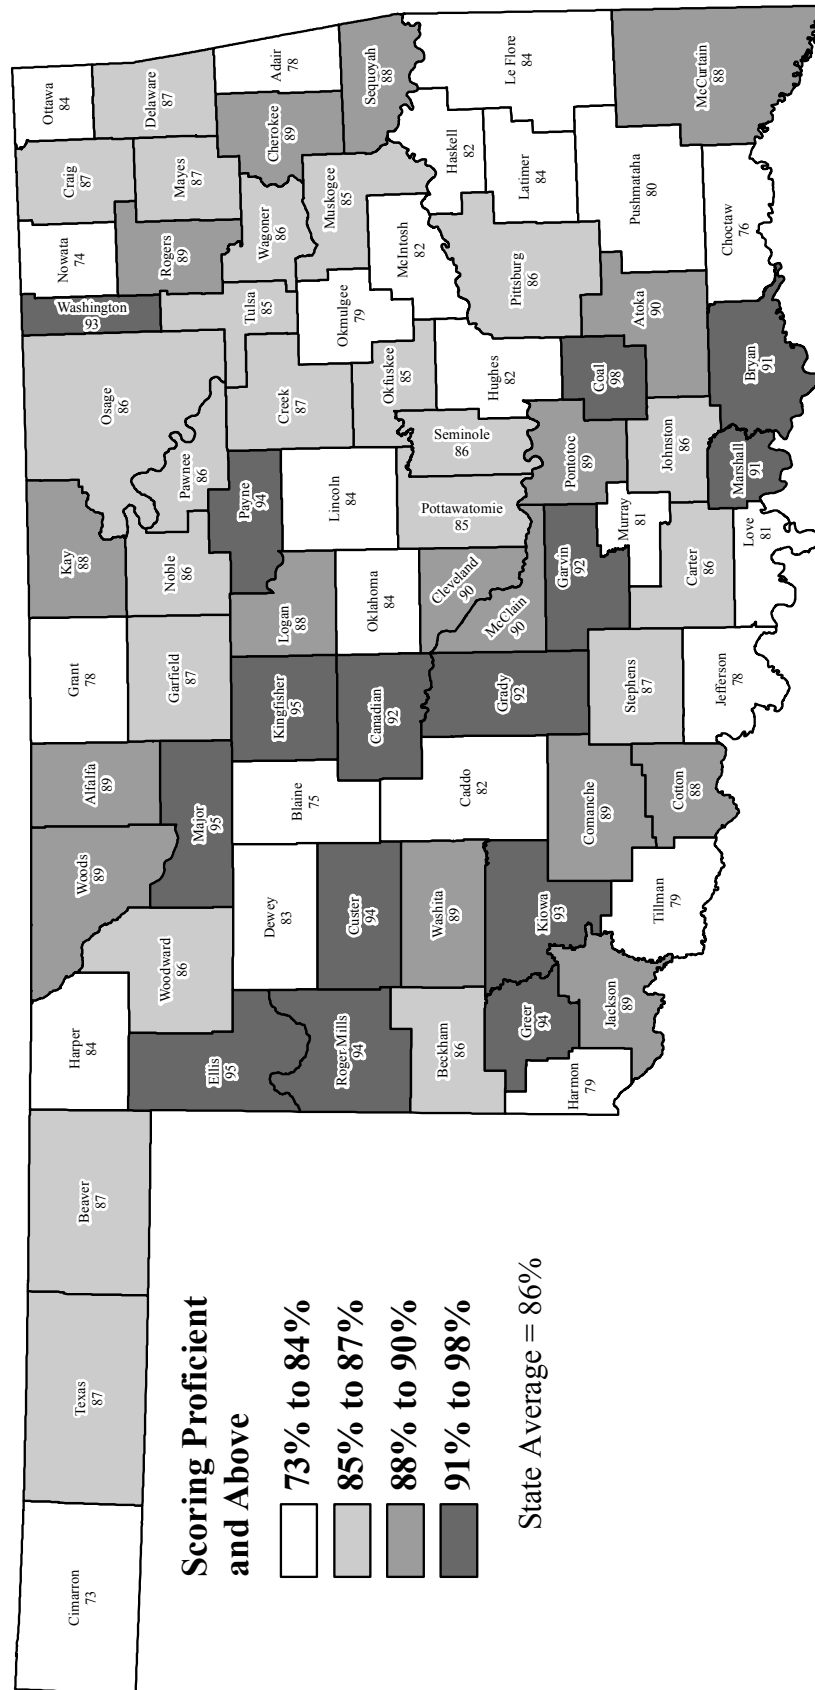 Cimarron
73
Texas
87
Beaver
87
Harper
84
Woods
89
Alfalfa
89
Grant
78
Kay
88
Osage
86
Washington
93
Nowata
74
Craig
87
Ottawa
84
Delaware
87
Mayes
87
Rogers
89
Pawnee
86
Noble
86
Garfield
87
Major
95
Woodward
86
Ellis
95
Dewey
83
Blaine
75
Kingfisher
95
Logan
88
Payne
94
Creek
87
Tulsa
85
Wagoner
86
Cherokee
89
Adair
78
Sequoyah
88
Muskogee
85
Okmulgee
79
Okfuskee
85
Lincoln
84
Oklahoma
84
Canadian
92
Custer
94
Roger Mills
94
Beckham
86
Washita
89
Caddo
82
Grady
92
McClain
90
Cleveland
90
Pottawatomie
85
Seminole
86
Hughes
82
McIntosh
82
Haskell
82
Le Flore
84
Latimer
84
Pittsburg
86
Coal
98
Pontotoc
89
Garvin
92
Murray
81
Stephens
87
Comanche
89
Kiowa
93
Greer
94
Harmon
79
Jackson
89
Tillman
79
Cotton
88
Jefferson
78
Carter
86
Love
81
Johnston
86
Marshall
91
Bryan
91
Atoka
90
Pushmataha
80
Choctaw
76
McCurtain
88
Scoring Proficient
and Above
73% to 84%
85% to 87%
88% to 90%
91% to 98%
State Average = 86%